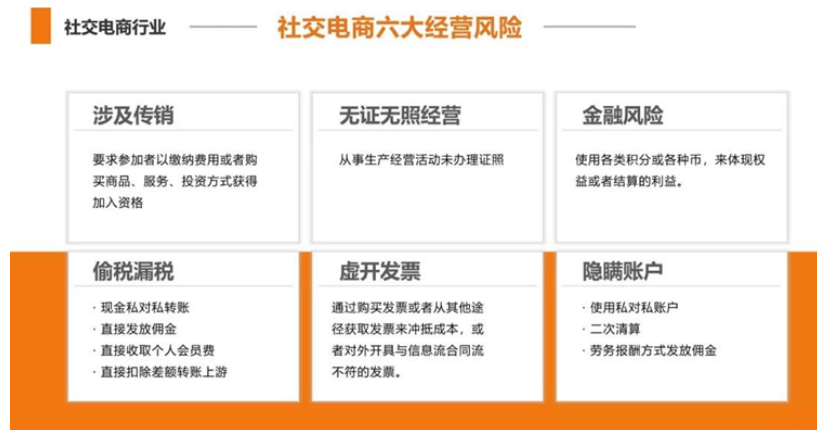 社交电商行业
社交电商六大经营风险
涉及传销
要求参加者以缴纳费用或者购
买商品、服务、投资方式获得
加入资格
无证无照经营
从事生产经营活动未办理证照
金融风险
使用各类积分或各种币，来体现权
益或者结算的利益。
偷税漏税
· 现金私对私转账
· 直接发放佣金
· 直接收取个人会员费
· 直接扣除差额转账上游
虚开发票
通过购买发票或者从其他途
径获取发票来冲抵成本，或
者对外开具与信息流合同流
不符的发票。
隐瞒账户
· 使用私对私账户
· 二次清算
· 劳务报酬方式发放佣金